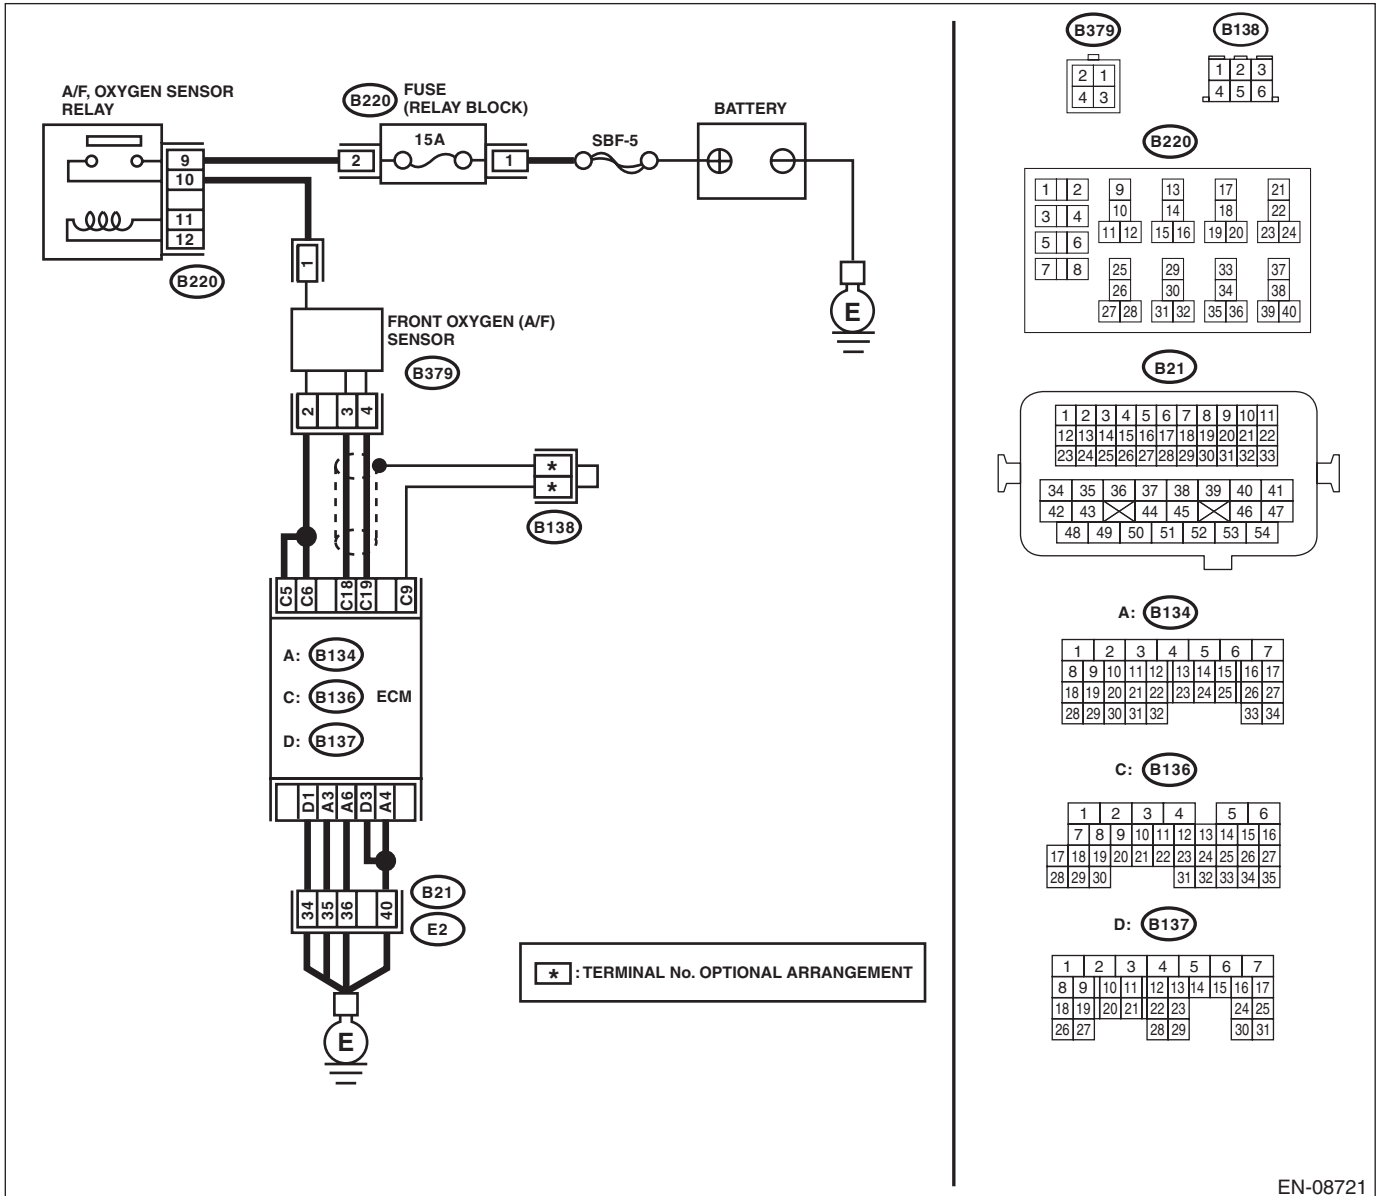 A/F, OXYGEN SENSOR
RELAY
B220
FUSE
(RELAY BLOCK)
15A
SBF-5
BATTERY
9
10
11
12
2
1
B220
1
E
FRONT OXYGEN (A/F)
SENSOR
B379
2 3 4
*
*
B138
C5 C6 C18 C19 C9
A: B134
C: B136 ECM
D: B137
D1 A3 A6 D3 A4
34 35 36 40
B21
E2
E
* : TERMINAL No. OPTIONAL ARRANGEMENT
B379
2 1
4 3
B138
1 2 3
4 5 6
B220
1 2 9 13 17 21
3 4 10 14 18 22
5 6 11 12 15 16 19 20 23 24
7 8 25 29 33 37
26 30 34 38
27 28 31 32 35 36 39 40
B21
1 2 3 4 5 6 7 8 9 10 11
12 13 14 15 16 17 18 19 20 21 22
23 24 25 26 27 28 29 30 31 32 33
34 35 36 37 38 39 40 41
42 43 44 45 46 47
48 49 50 51 52 53 54
A: B134
1 2 3 4 5 6 7
8 9 10 11 12 13 14 15 16 17
18 19 20 21 22 23 24 25 26 27
28 29 30 31 32 33 34
C: B136
1 2 3 4 5 6
7 8 9 10 11 12 13 14 15 16
17 18 19 20 21 22 23 24 25 26 27
28 29 30 31 32 33 34 35
D: B137
1 2 3 4 5 6 7
8 9 10 11 12 13 14 15 16 17
18 19 20 21 22 23 24 25
26 27 28 29 30 31
EN-08721